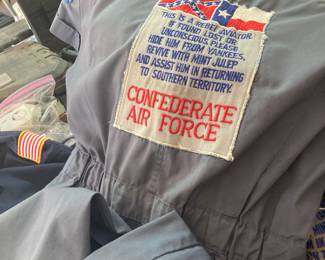 THIS IS A REBEL AVIATOR
IF FOUND LOST OR
UNCONSCIOUS, PLEASE
HIDE HIM FROM YANKEES,
REVIVE WITH MINT JULEP
AND ASSIST HIM IN RETURNING
TO SOUTHERN TERRITORY.
CONFEDERATE
AIR FORCE